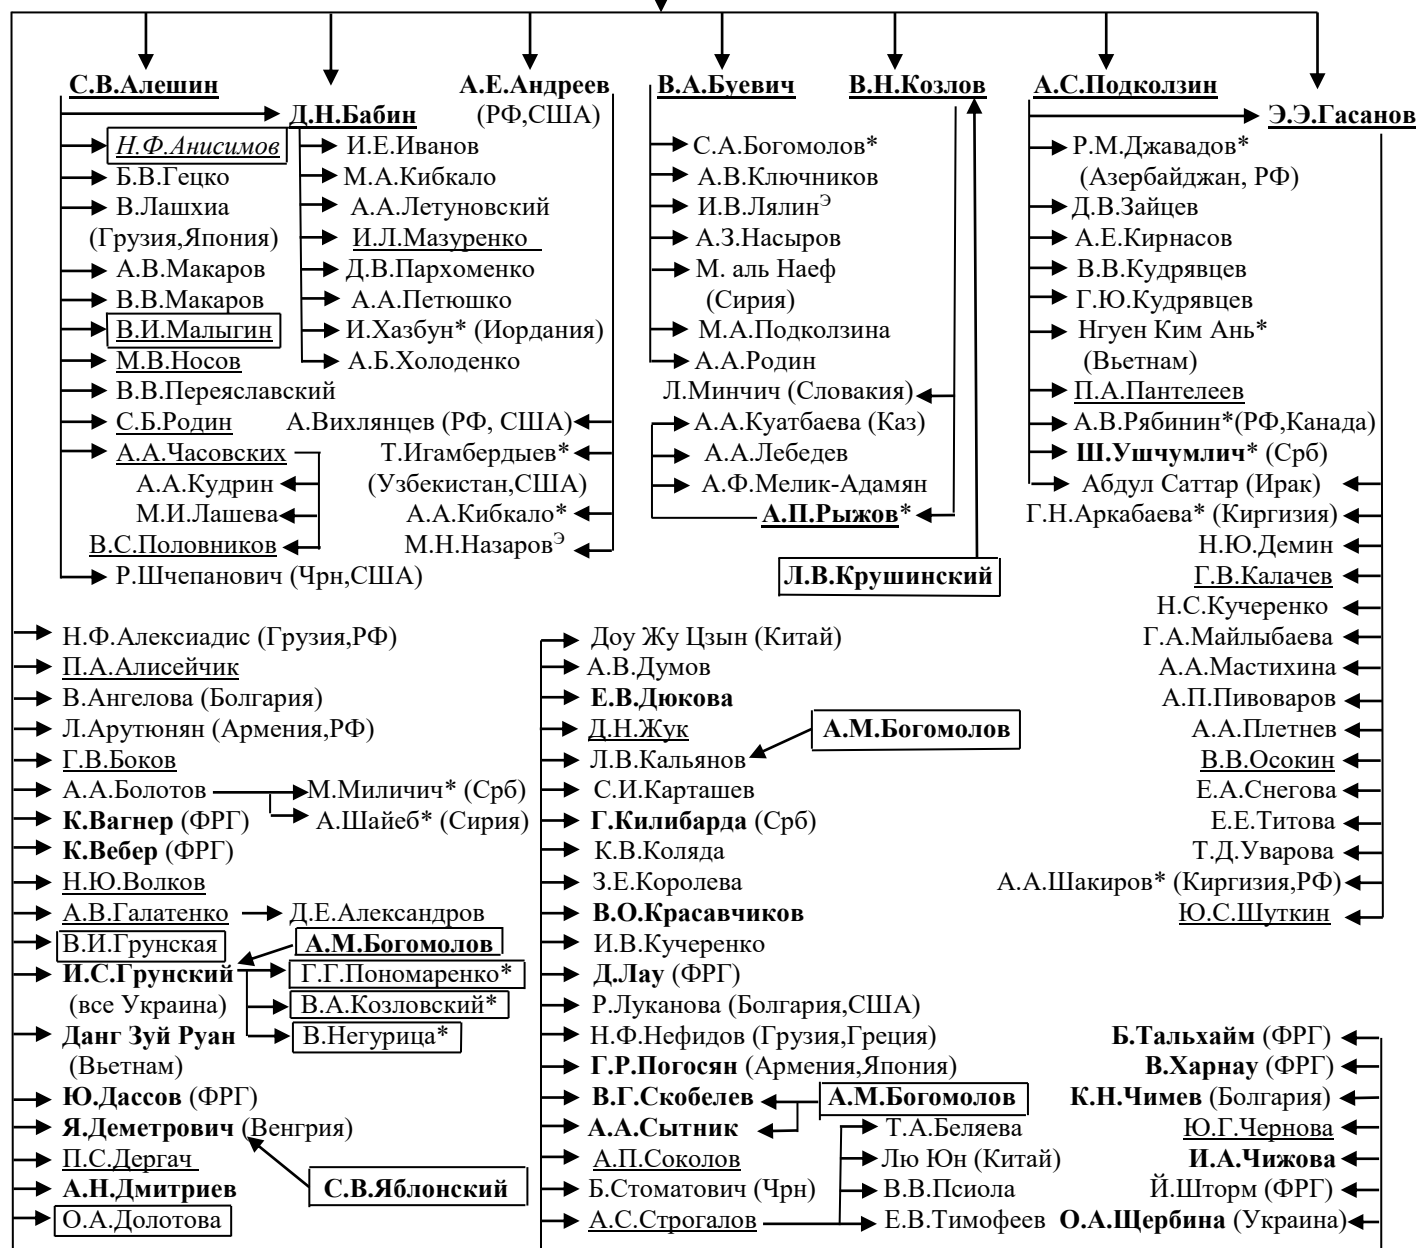 С.В.Алешин
А.Е.Андреев
В.А.Буевич
В.Н.Козлов
А.С.Подколзин
Д.Н.Бабин
(РФ,США)
Э.Э.Гасанов
Н.Ф.Анисимов
Б.В.Гецко
В.Лашхиа
(Грузия,Япония)
А.В.Макаров
В.В.Макаров
В.И.Малыгин
М.В.Носов
В.В.Переяславский
С.Б.Родин
А.А.Часовских
А.А.Кудрин
М.И.Лашева
В.С.Половников
Р.Шчепанович (Чрн,США)
И.Е.Иванов
М.А.Кибкало
А.А.Летуновский
И.Л.Мазуренко
Д.В.Пархоменко
А.А.Петюшко
И.Хазбун* (Иордания)
А.Б.Холоденко
А.Вихлянцев (РФ, США)
Т.Игамбердыев*
(Узбекистан,США)
А.А.Кибкало*
М.Н.Назаровᐣ
С.А.Богомолов*
А.В.Ключников
И.В.Лялинᐣ
А.З.Насыров
М. аль Наеф
(Сирия)
М.А.Подколзина
А.А.Родин
Л.Минчич (Словакия)
А.А.Куатбаева (Каз)
А.А.Лебедев
А.Ф.Мелик-Адамян
А.П.Рыжов*
Л.В.Крушинский
Р.М.Джавадов*
(Азербайджан, РФ)
Д.В.Зайцев
А.Е.Кирнасов
В.В.Кудрявцев
Г.Ю.Кудрявцев
Нгуен Ким Ань*
(Вьетнам)
П.А.Пантелеев
А.В.Рябинин*(РФ,Канада)
Ш.Ушчумлич* (Срб)
Абдул Саттар (Ирак)
Г.Н.Аркабаева* (Киргизия)
Н.Ю.Демин
Г.В.Калачев
Н.С.Кучеренко
Г.А.Майлыбаева
А.А.Мастихина
А.П.Пивоваров
А.А.Плетнев
В.В.Осокин
Е.А.Снегова
Е.Е.Титова
Т.Д.Уварова
А.А.Шакиров* (Киргизия,РФ)
Ю.С.Шуткин
Н.Ф.Алексиадис (Грузия,РФ)
П.А.Алисейчик
В.Ангелова (Болгария)
Л.Арутюнян (Армения,РФ)
Г.В.Боков
А.А.Болотов
М.Миличич* (Срб)
К.Вагнер (ФРГ)
А.Шайеб* (Сирия)
К.Вебер (ФРГ)
Н.Ю.Волков
А.В.Галатенко
Д.Е.Александров
В.И.Грунская
А.М.Богомолов
И.С.Грунский
Г.Г.Пономаренко*
(все Украина)
В.А.Козловский*
Данг Зуй Руан
В.Негурица*
(Вьетнам)
Ю.Дассов (ФРГ)
Я.Деметрович (Венгрия)
П.С.Дергач
С.В.Яблонский
А.Н.Дмитриев
О.А.Долотова
Доу Жу Цзын (Китай)
А.В.Думов
Е.В.Дюкова
Д.Н.Жук
А.М.Богомолов
Л.В.Кальянов
С.И.Карташев
Г.Килибарда (Срб)
К.В.Коляда
З.Е.Королева
В.О.Красавчиков
И.В.Кучеренко
Д.Лау (ФРГ)
Р.Луканова (Болгария,США)
Н.Ф.Нефидов (Грузия,Греция)
Г.Р.Погосян (Армения,Япония)
В.Г.Скобелев
А.М.Богомолов
А.А.Сытник
Т.А.Беляева
А.П.Соколов
Лю Юн (Китай)
Б.Стоматович (Чрн)
В.В.Псиола
А.С.Строгалов
Е.В.Тимофеев
Б.Тальхайм (ФРГ)
В.Харнау (ФРГ)
К.Н.Чимев (Болгария)
Ю.Г.Чернова
И.А.Чижова
Й.Шторм (ФРГ)
О.А.Щербина (Украина)